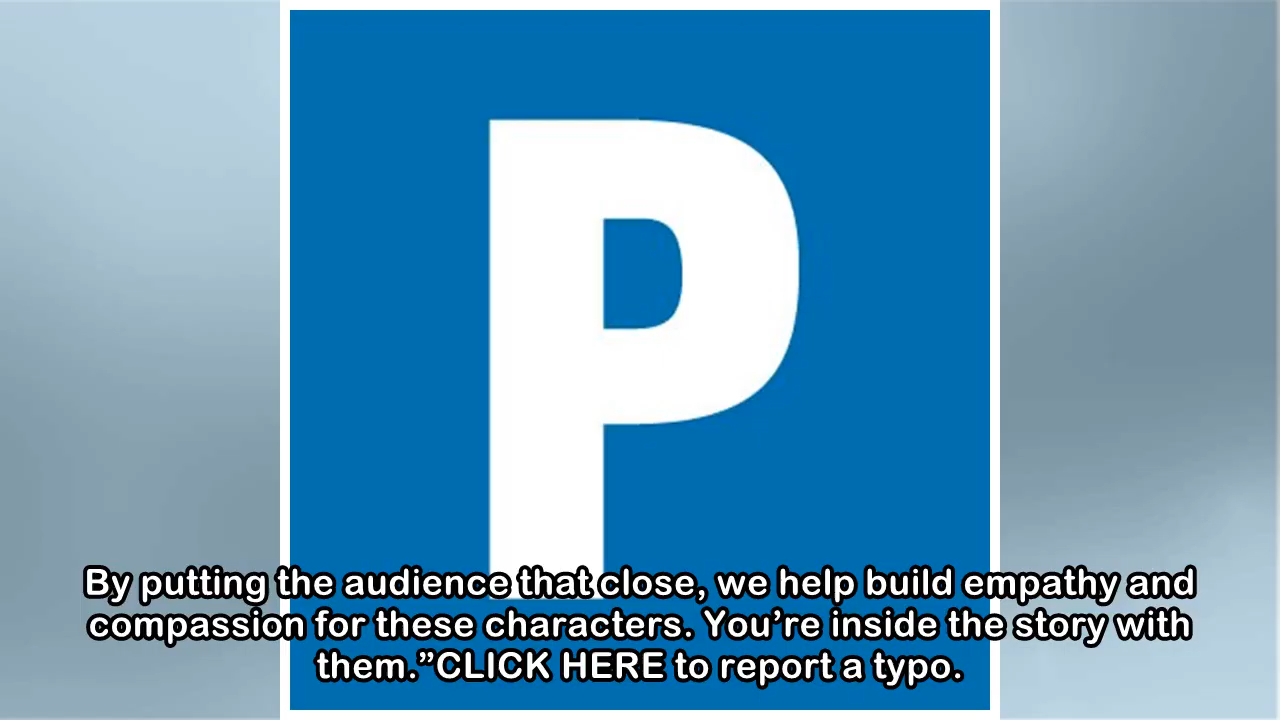 P
By putting the audience that close, we help build empathy and
compassion for these characters. You’re inside the story with
them.”CLICK HERE to report a typo.